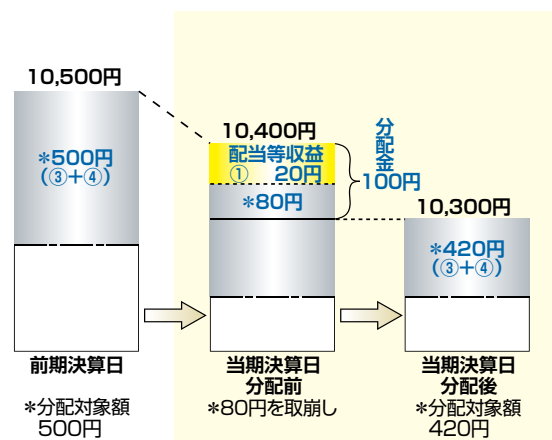 10,500円
*500円
(③+④)
前期決算日
*分配対象額
500円
10,400円
配当等収益
① 20円
*80円
分配金
100円
当期決算日
分配前
*80円を取崩し
10,300円
*420円
(③+④)
当期決算日
分配後
*分配対象額
420円